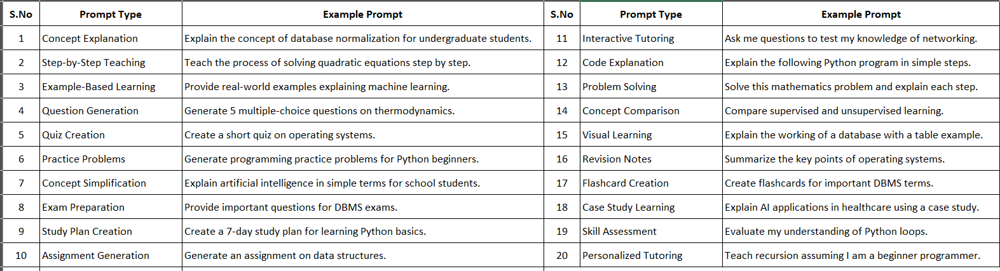 S.No Prompt Type Example Prompt S.No Prompt Type Example Prompt
1 Concept Explanation Explain the concept of database normalization for undergraduate students. 11 Interactive Tutoring Ask me questions to test my knowledge of networking.
2 Step-by-Step Teaching Teach the process of solving quadratic equations step by step. 12 Code Explanation Explain the following Python program in simple steps.
3 Example-Based Learning Provide real-world examples explaining machine learning. 13 Problem Solving Solve this mathematics problem and explain each step.
4 Question Generation Generate 5 multiple-choice questions on thermodynamics. 14 Concept Comparison Compare supervised and unsupervised learning.
5 Quiz Creation Create a short quiz on operating systems. 15 Visual Learning Explain the working of a database with a table example.
6 Practice Problems Generate programming practice problems for Python beginners. 16 Revision Notes Summarize the key points of operating systems.
7 Concept Simplification Explain artificial intelligence in simple terms for school students. 17 Flashcard Creation Create flashcards for important DBMS terms.
8 Exam Preparation Provide important questions for DBMS exams. 18 Case Study Learning Explain AI applications in healthcare using a case study.
9 Study Plan Creation Create a 7-day study plan for learning Python basics. 19 Skill Assessment Evaluate my understanding of Python loops.
10 Assignment Generation Generate an assignment on data structures. 20 Personalized Tutoring Teach recursion assuming I am a beginner programmer.